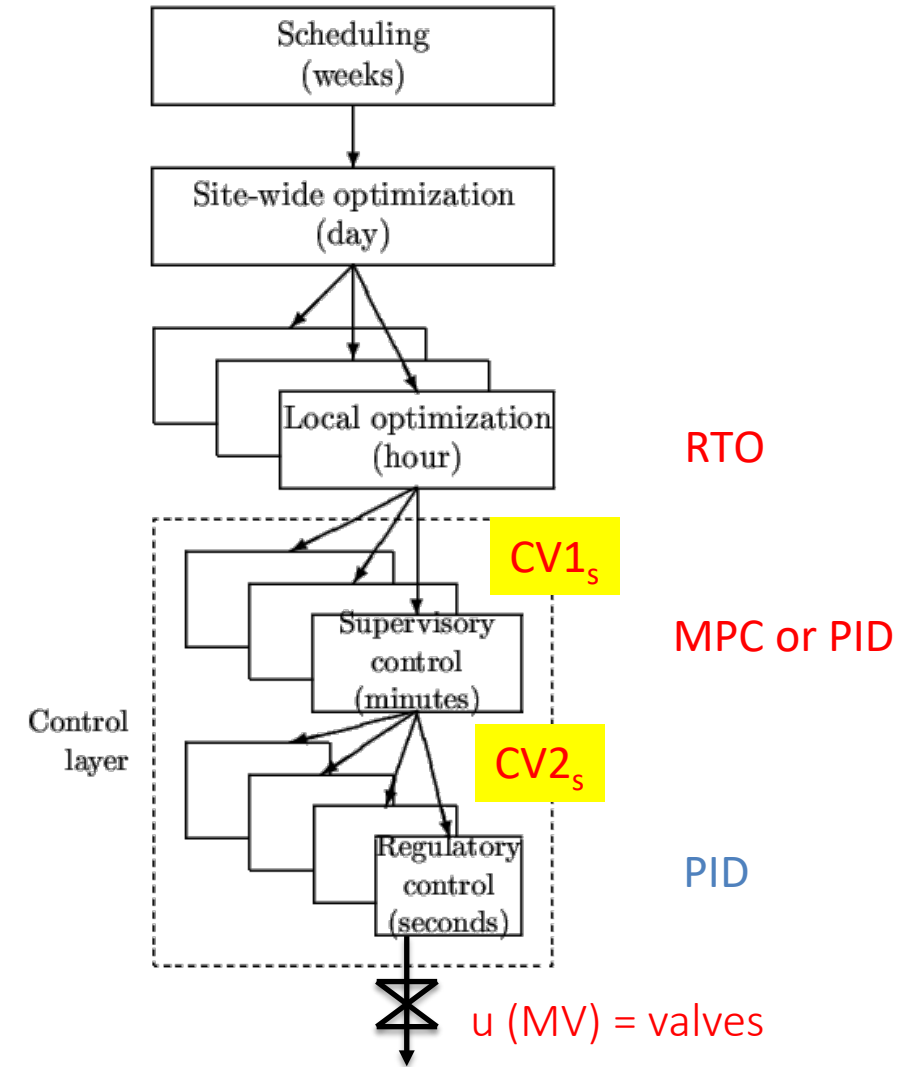 Scheduling
(weeks)
Site-wide optimization
(day)
Local optimization
(hour)
RTO
CV1s
Supervisory
control
(minutes)
MPC or PID
Control
layer
CV2s
Regulatory
control
(seconds)
PID
u (MV) = valves